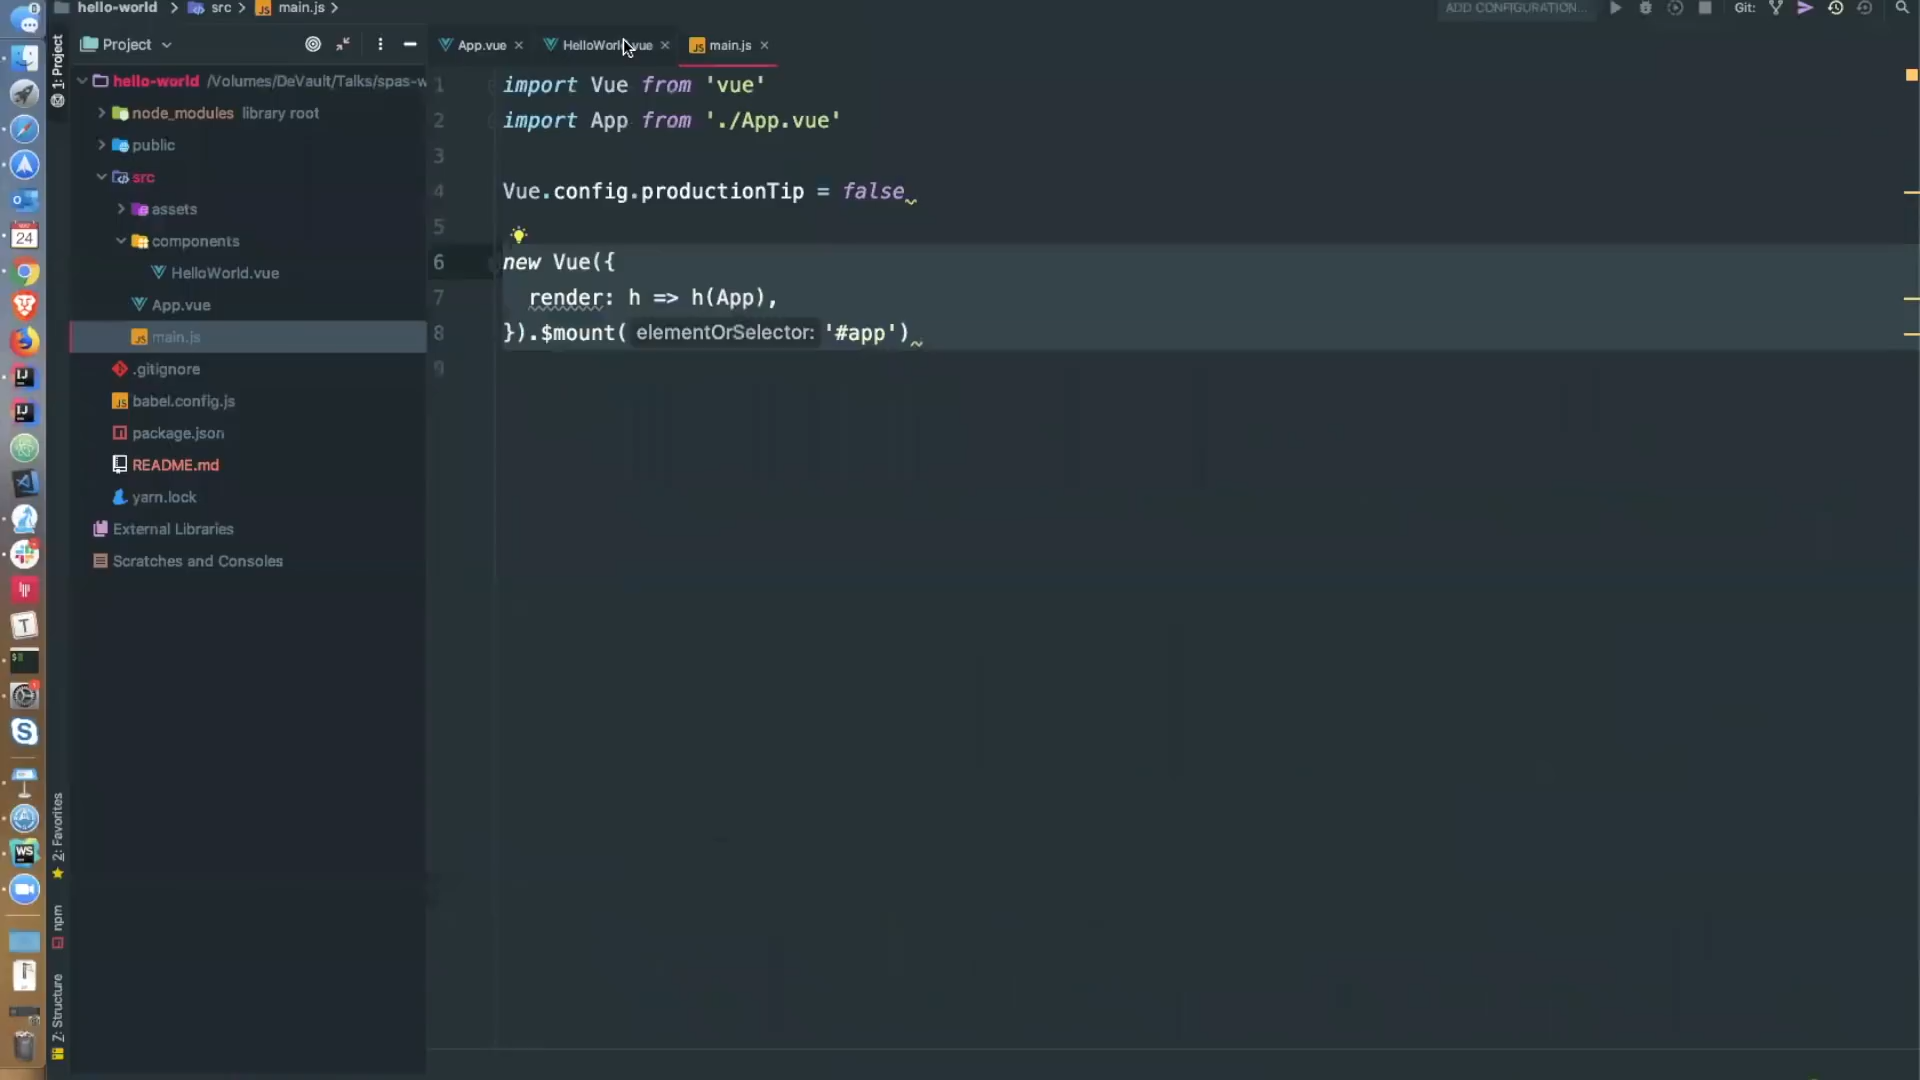 hello-world > src > main.js >
ADD CONFIGURATION...
Git:
1: Project
Project
App.vue
HelloWorld.vue
main.js
hello-world /Volumes/DeVault/Talks/spas-w
node_modules library root
public
src
assets
components
HelloWorld.vue
App.vue
main.js
.gitignore
babel.config.js
package.json
README.md
yarn.lock
External Libraries
Scratches and Consoles
1 import Vue from 'vue'
2 import App from './App.vue'
3
4 Vue.config.productionTip = false
5
6 new Vue({
7 render: h => h(App),
8 }).$mount( elementOrSelector: '#app')
9
2: Favorites
npm
Z: Structure
24
IJ
IJ
T
S
WS